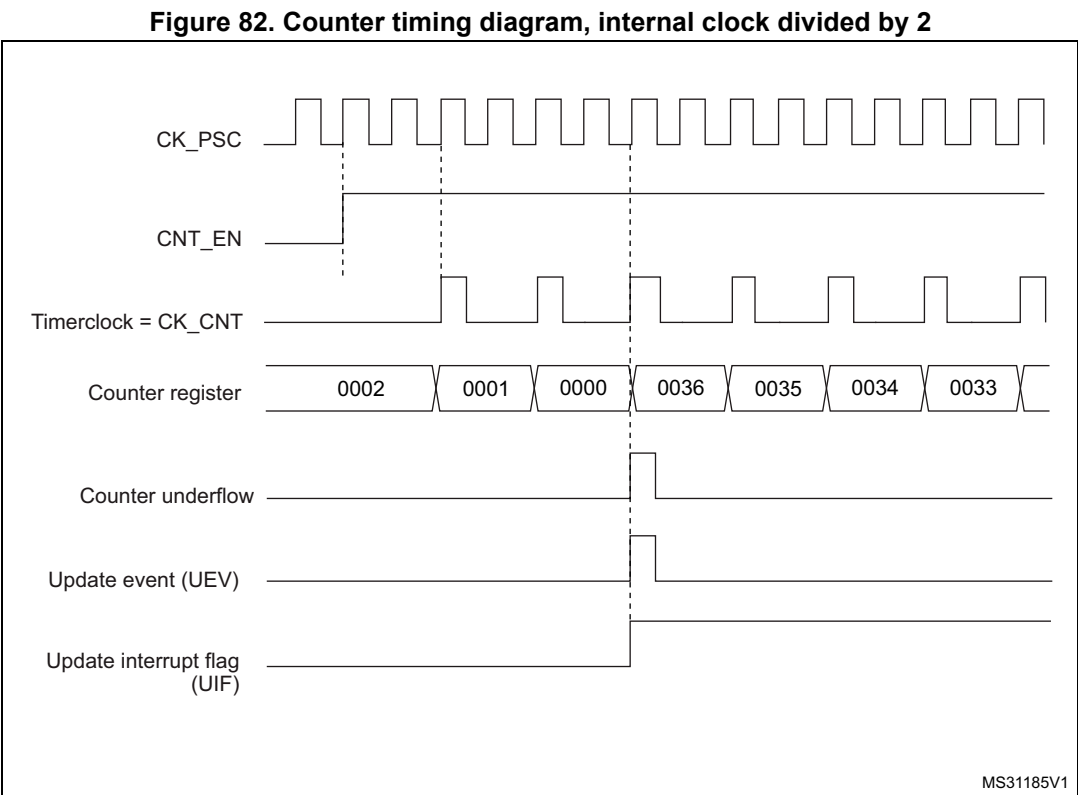 Figure 82. Counter timing diagram, internal clock divided by 2
CK_PSC
CNT_EN
Timerclock = CK_CNT
Counter register 0002 0001 0000 0036 0035 0034 0033
Counter underflow
Update event (UEV)
Update interrupt flag
(UIF)
MS31185V1